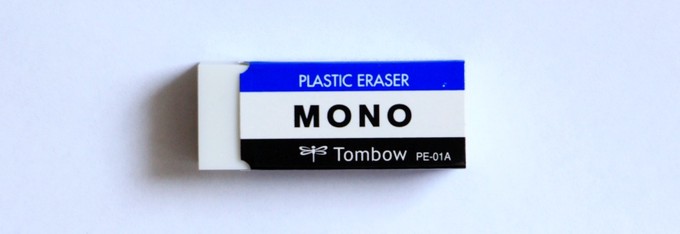 PLASTIC ERASER
MONO
Tombow PE-01A